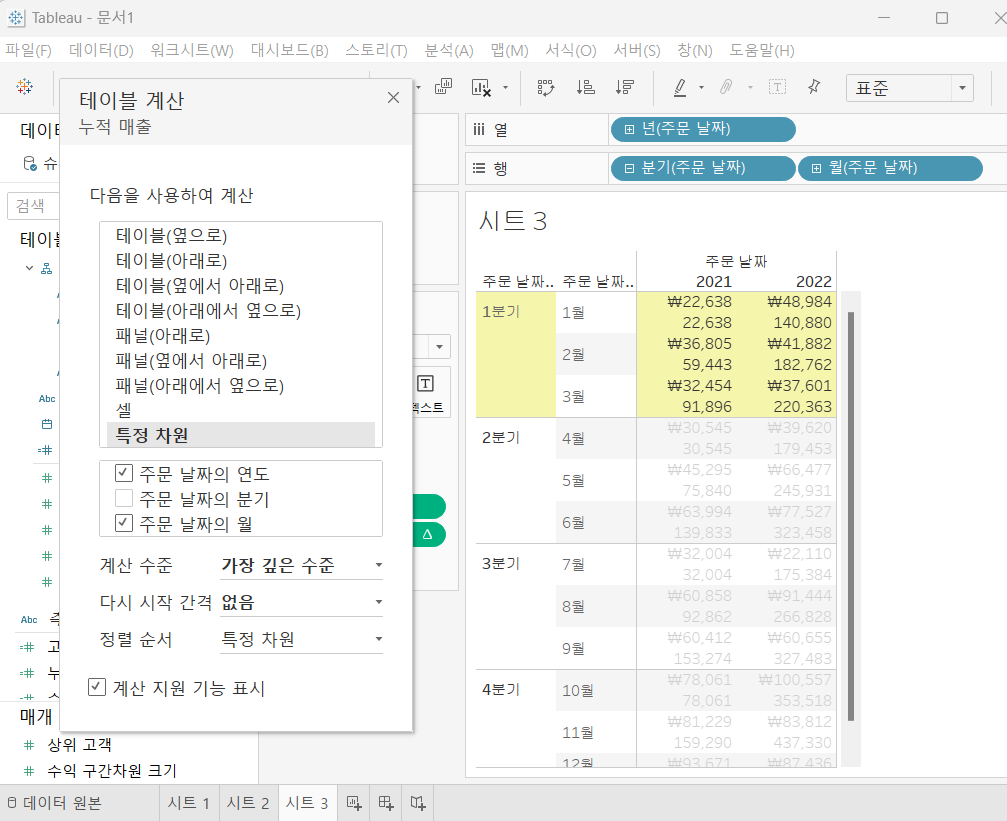 Tableau - 문서1
파일(F) 데이터(D) 워크시트(W) 대시보드(B) 스토리(T) 분석(A) 맵(M) 서식(O) 서버(S) 창(N) 도움말(H)
표준
테이블 계산
누적 매출
다음을 사용하여 계산
테이블(옆으로)
테이블(아래로)
테이블(옆에서 아래로)
테이블(아래에서 옆으로)
패널(아래로)
패널(옆에서 아래로)
패널(아래에서 옆으로)
셀
특정 차원
주문 날짜의 연도
주문 날짜의 분기
주문 날짜의 월
계산 수준 가장 깊은 수준
다시 시작 간격 없음
정렬 순서 특정 차원
계산 지원 기능 표시
검색
Abc
Abc
매개
상위 고객
수익 구간차원 크기
열 년(주문 날짜)
행 분기(주문 날짜) 월(주문 날짜)
시트 3
주문 날짜
주문 날짜.. 주문 날짜.. 2021 2022
1분기 1월 ₩22,638 ₩48,984
22,638 140,880
2월 ₩36,805 ₩41,882
59,443 182,762
3월 ₩32,454 ₩37,601
91,896 220,363
2분기 4월 ₩30,545 ₩39,620
30,545 179,453
5월 ₩45,295 ₩66,477
75,840 245,931
6월 ₩63,994 ₩77,527
139,833 323,458
3분기 7월 ₩32,004 ₩22,110
32,004 175,384
8월 ₩60,858 ₩91,444
92,862 266,828
9월 ₩60,412 ₩60,655
153,274 327,483
4분기 10월 ₩78,061 ₩100,557
78,061 353,518
11월 ₩81,229 ₩83,812
159,290 437,330
12월 ₩93,671 ₩87,436
데이터 원본 시트 1 시트 2 시트 3